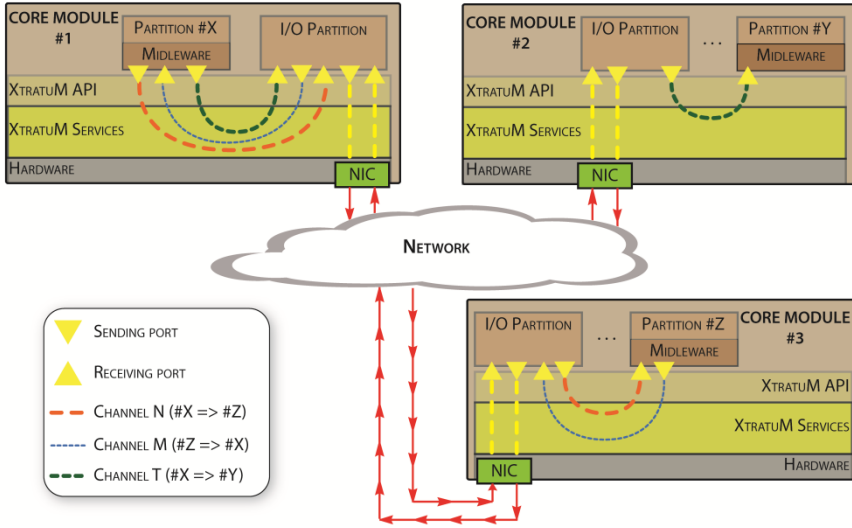 CORE MODULE
#1
PARTITION #X
MIDLEWARE
I/O PARTITION
XTRATUM API
XTRATUM SERVICES
HARDWARE
NIC
CORE MODULE
#2
I/O PARTITION
...
PARTITION #Y
MIDLEWARE
XTRATUM API
XTRATUM SERVICES
HARDWARE
NIC
NETWORK
SENDING PORT
RECEIVING PORT
CHANNEL N (#X => #Z)
CHANNEL M (#Z => #X)
CHANNEL T (#X => #Y)
I/O PARTITION
...
PARTITION #Z
MIDLEWARE
CORE MODULE
#3
XTRATUM API
XTRATUM SERVICES
HARDWARE
NIC